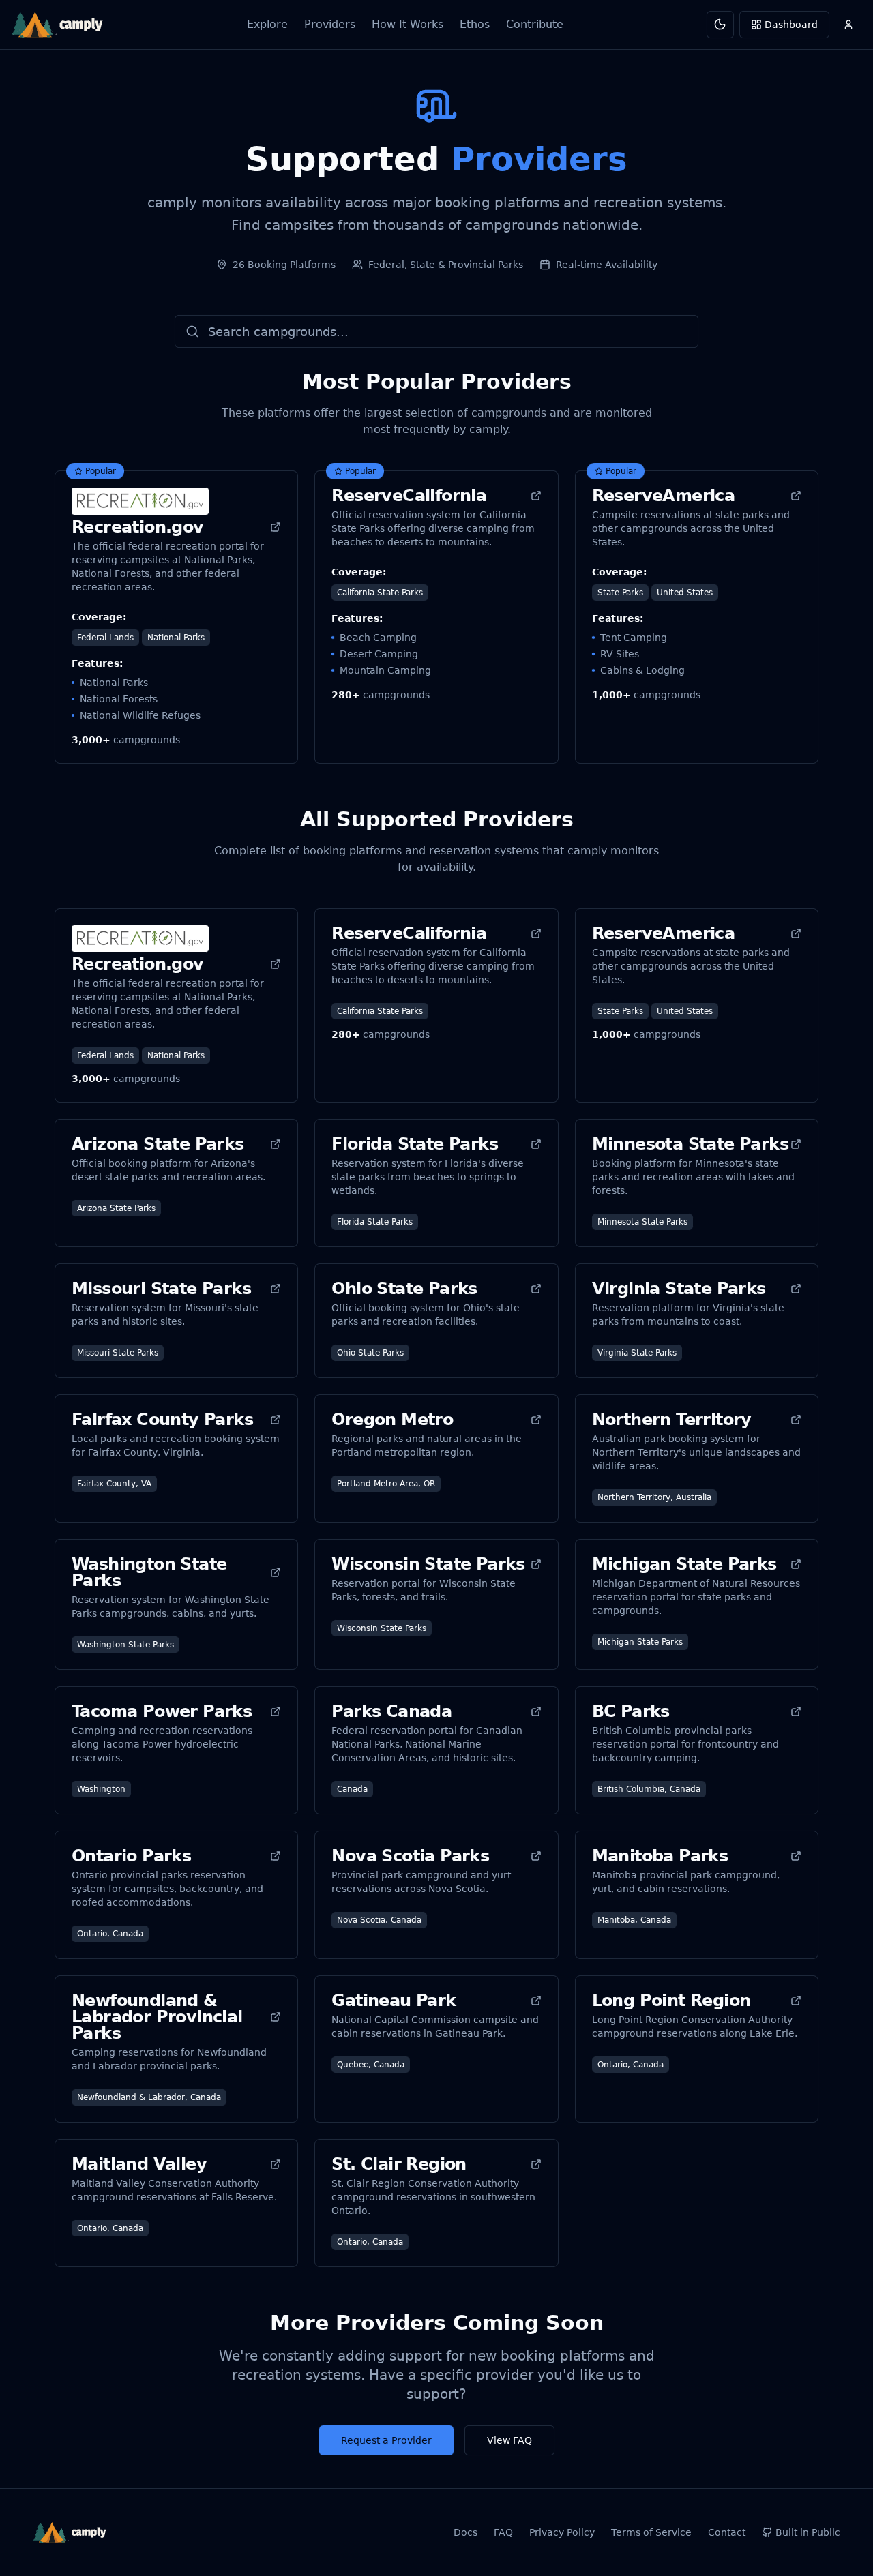 camply
Explore
Providers
How It Works
Ethos
Contribute
Dashboard
Supported Providers
camply monitors availability across major booking platforms and recreation systems.
Find campsites from thousands of campgrounds nationwide.
26 Booking Platforms
Federal, State & Provincial Parks
Real-time Availability
Search campgrounds...
Most Popular Providers
These platforms offer the largest selection of campgrounds and are monitored
most frequently by camply.
Popular
RECREATION.gov
Recreation.gov
The official federal recreation portal for
reserving campsites at National Parks,
National Forests, and other federal
recreation areas.
Coverage:
Federal Lands
National Parks
Features:
National Parks
National Forests
National Wildlife Refuges
3,000+ campgrounds
Popular
ReserveCalifornia
Official reservation system for California
State Parks offering diverse camping from
beaches to deserts to mountains.
Coverage:
California State Parks
Features:
Beach Camping
Desert Camping
Mountain Camping
280+ campgrounds
Popular
ReserveAmerica
Campsite reservations at state parks and
other campgrounds across the United
States.
Coverage:
State Parks
United States
Features:
Tent Camping
RV Sites
Cabins & Lodging
1,000+ campgrounds
All Supported Providers
Complete list of booking platforms and reservation systems that camply monitors
for availability.
RECREATION.gov
Recreation.gov
The official federal recreation portal for
reserving campsites at National Parks,
National Forests, and other federal
recreation areas.
Federal Lands
National Parks
3,000+ campgrounds
ReserveCalifornia
Official reservation system for California
State Parks offering diverse camping from
beaches to deserts to mountains.
California State Parks
280+ campgrounds
ReserveAmerica
Campsite reservations at state parks and
other campgrounds across the United
States.
State Parks
United States
1,000+ campgrounds
Arizona State Parks
Official booking platform for Arizona's
desert state parks and recreation areas.
Arizona State Parks
Florida State Parks
Reservation system for Florida's diverse
state parks from beaches to springs to
wetlands.
Florida State Parks
Minnesota State Parks
Booking platform for Minnesota's state
parks and recreation areas with lakes and
forests.
Minnesota State Parks
Missouri State Parks
Reservation system for Missouri's state
parks and historic sites.
Missouri State Parks
Ohio State Parks
Official booking system for Ohio's state
parks and recreation facilities.
Ohio State Parks
Virginia State Parks
Reservation platform for Virginia's state
parks from mountains to coast.
Virginia State Parks
Fairfax County Parks
Local parks and recreation booking system
for Fairfax County, Virginia.
Fairfax County, VA
Oregon Metro
Regional parks and natural areas in the
Portland metropolitan region.
Portland Metro Area, OR
Northern Territory
Australian park booking system for
Northern Territory's unique landscapes and
wildlife areas.
Northern Territory, Australia
Washington State
Parks
Reservation system for Washington State
Parks campgrounds, cabins, and yurts.
Washington State Parks
Wisconsin State Parks
Reservation portal for Wisconsin State
Parks, forests, and trails.
Wisconsin State Parks
Michigan State Parks
Michigan Department of Natural Resources
reservation portal for state parks and
campgrounds.
Michigan State Parks
Tacoma Power Parks
Camping and recreation reservations
along Tacoma Power hydroelectric
reservoirs.
Washington
Parks Canada
Federal reservation portal for Canadian
National Parks, National Marine
Conservation Areas, and historic sites.
Canada
BC Parks
British Columbia provincial parks
reservation portal for frontcountry and
backcountry camping.
British Columbia, Canada
Ontario Parks
Ontario provincial parks reservation
system for campsites, backcountry, and
roofed accommodations.
Ontario, Canada
Nova Scotia Parks
Provincial park campground and yurt
reservations across Nova Scotia.
Nova Scotia, Canada
Manitoba Parks
Manitoba provincial park campground,
yurt, and cabin reservations.
Manitoba, Canada
Newfoundland &
Labrador Provincial
Parks
Camping reservations for Newfoundland
and Labrador provincial parks.
Newfoundland & Labrador, Canada
Gatineau Park
National Capital Commission campsite and
cabin reservations in Gatineau Park.
Quebec, Canada
Long Point Region
Long Point Region Conservation Authority
campground reservations along Lake Erie.
Ontario, Canada
Maitland Valley
Maitland Valley Conservation Authority
campground reservations at Falls Reserve.
Ontario, Canada
St. Clair Region
St. Clair Region Conservation Authority
campground reservations in southwestern
Ontario.
Ontario, Canada
More Providers Coming Soon
We're constantly adding support for new booking platforms and
recreation systems. Have a specific provider you'd like us to
support?
Request a Provider
View FAQ
camply
Docs
FAQ
Privacy Policy
Terms of Service
Contact
Built in Public